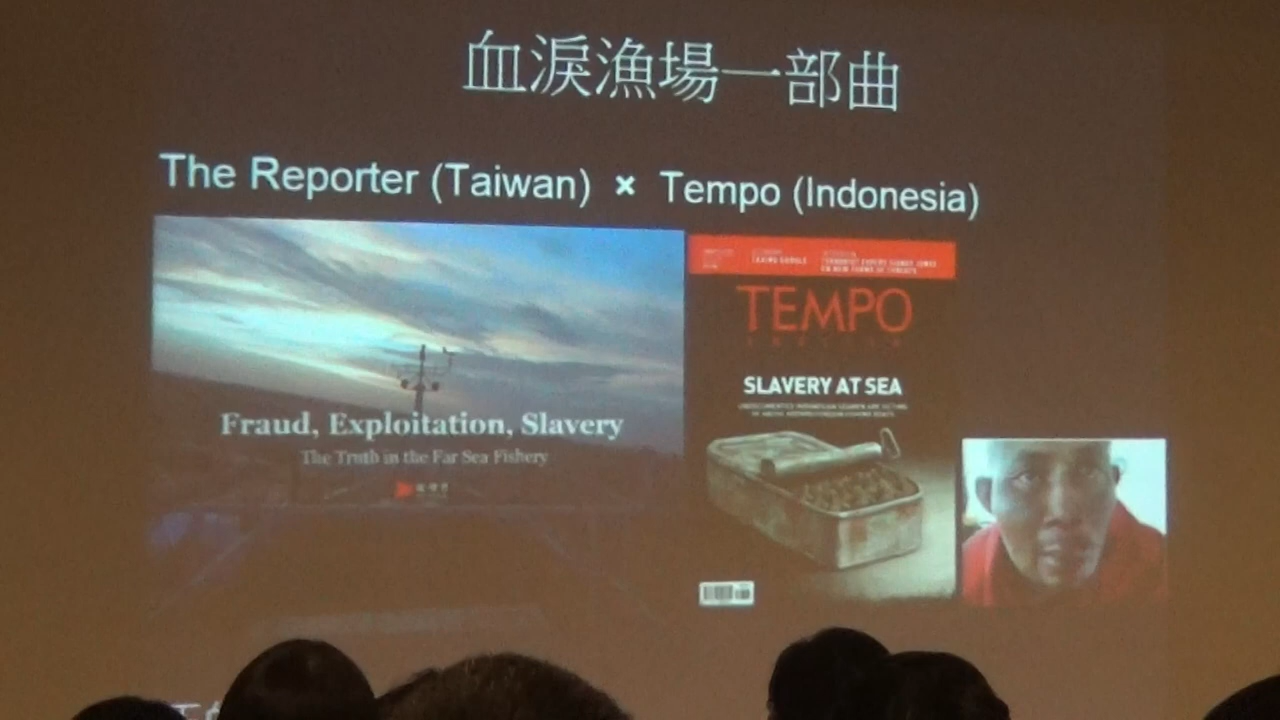 血淚漁場一部曲
The Reporter (Taiwan) × Tempo (Indonesia)
Fraud, Exploitation, Slavery
The Truth in the Far Sea Fishery
TEMPO
SLAVERY AT SEA